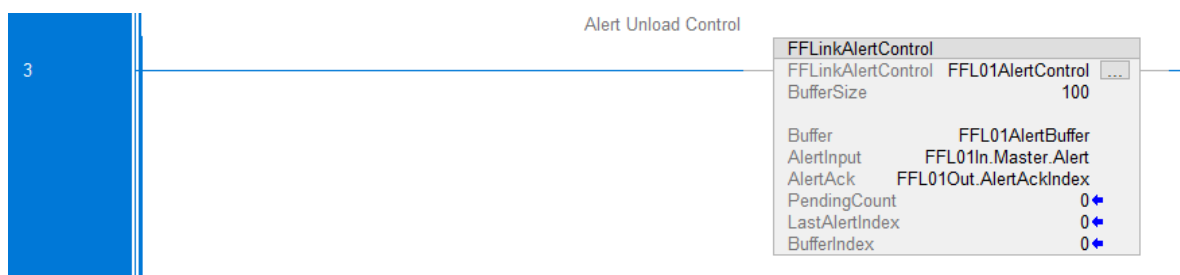 Alert Unload Control
3
FFLinkAlertControl
FFLinkAlertControl FFL01AlertControl ...
BufferSize 100
Buffer FFL01AlertBuffer
AlertInput FFL01In.Master.Alert
AlertAck FFL01Out.AlertAckIndex
PendingCount 0
LastAlertIndex 0
BufferIndex 0